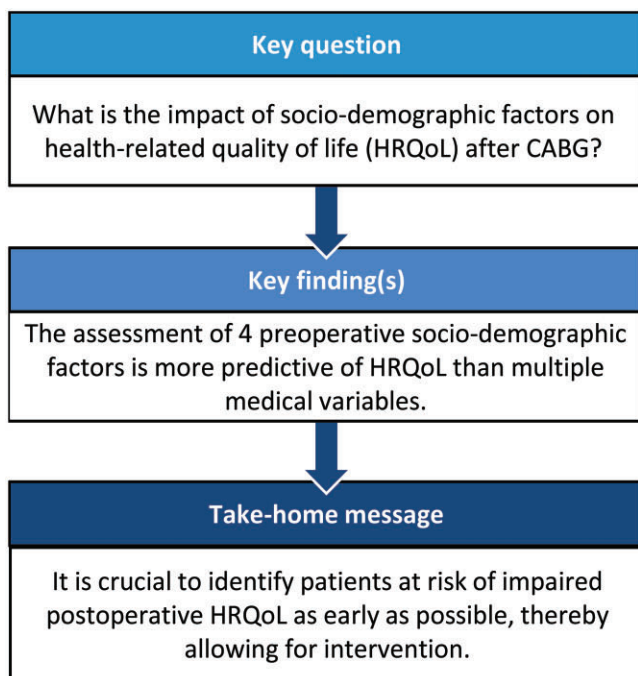 Key question
What is the impact of socio-demographic factors on
health-related quality of life (HRQoL) after CABG?
Key finding(s)
The assessment of 4 preoperative socio-demographic
factors is more predictive of HRQoL than multiple
medical variables.
Take-home message
It is crucial to identify patients at risk of impaired
postoperative HRQoL as early as possible, thereby
allowing for intervention.